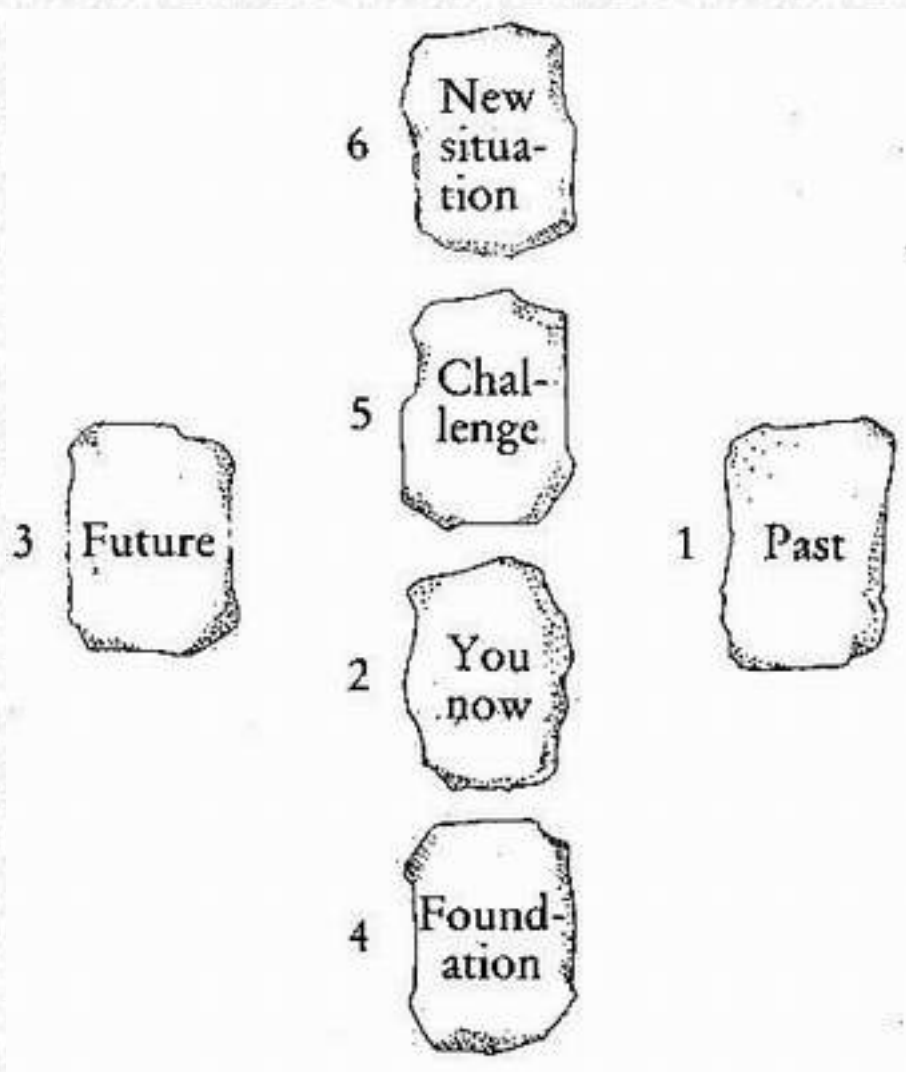 6
New
situa-
tion
5
Chal-
lenge
3
Future
1
Past
2
You
now
4
Found-
ation